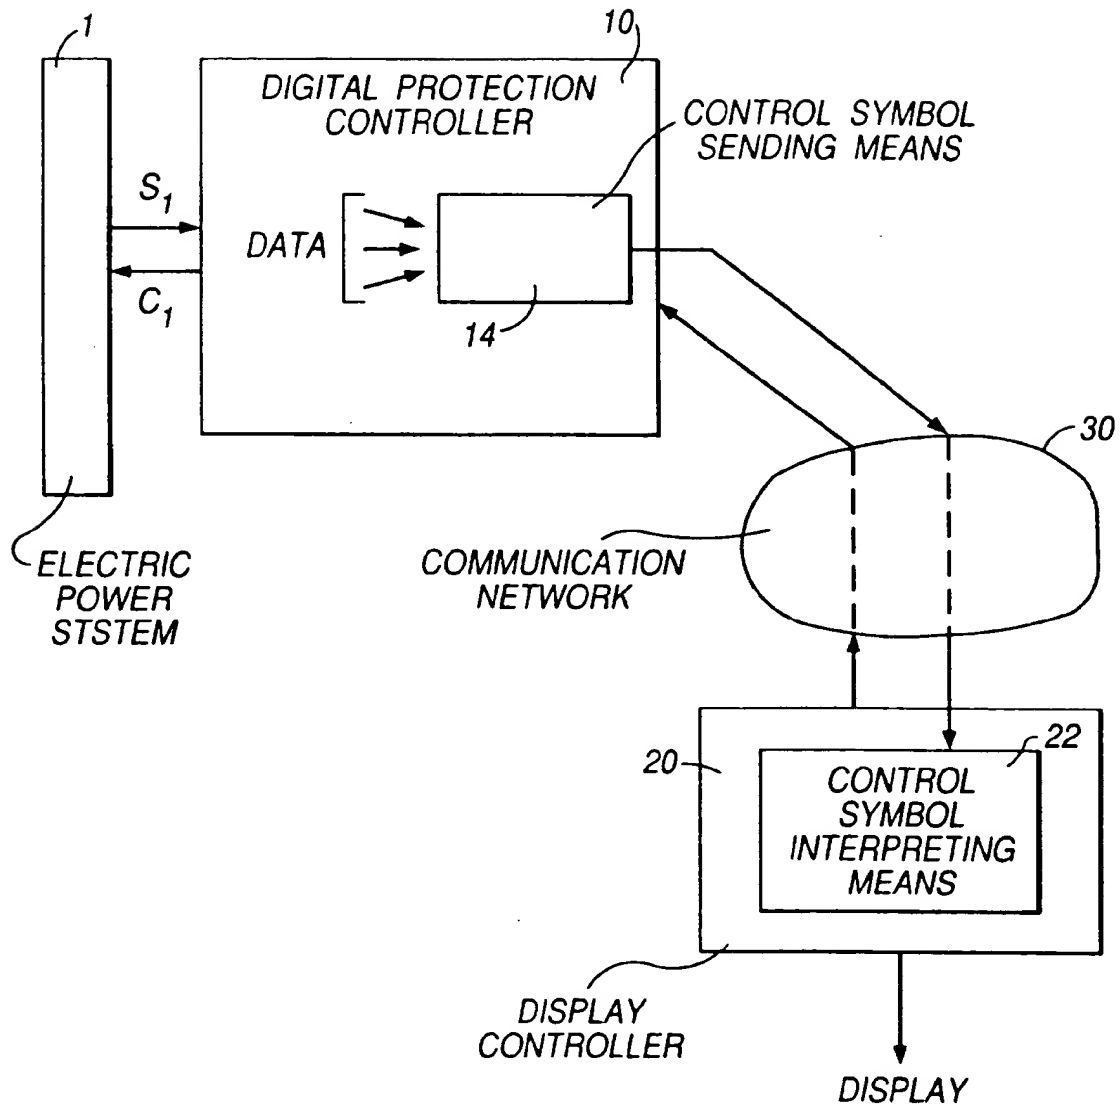 1
10
DIGITAL PROTECTION
CONTROLLER
CONTROL SYMBOL
SENDING MEANS
S1
DATA
C1
14
30
ELECTRIC
POWER
STSTEM
COMMUNICATION
NETWORK
20
22
CONTROL
SYMBOL
INTERPRETING
MEANS
DISPLAY
CONTROLLER
DISPLAY